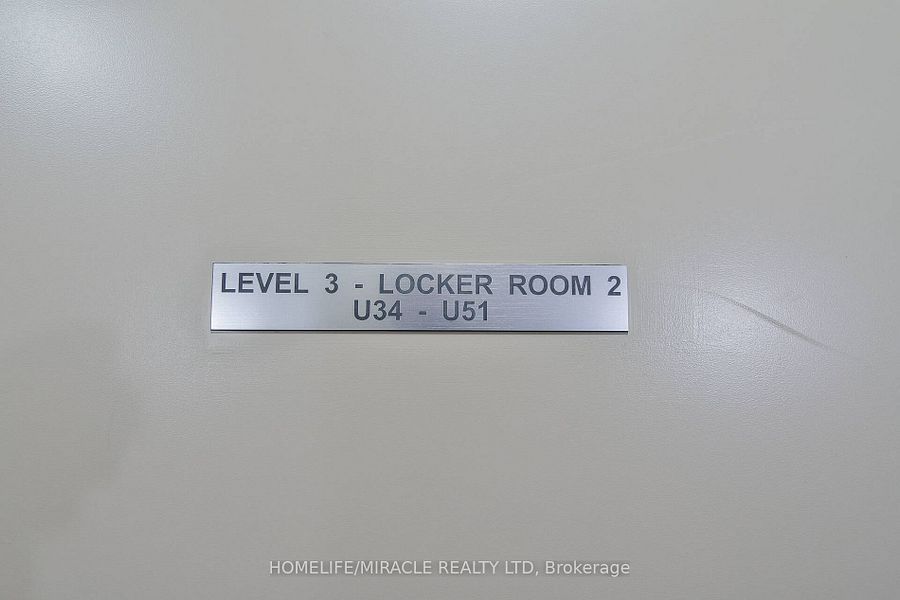 LEVEL 3 - LOCKER ROOM 2
U34 - U51
HOMELIFE/MIRACLE REALTY LTD, Brokerage